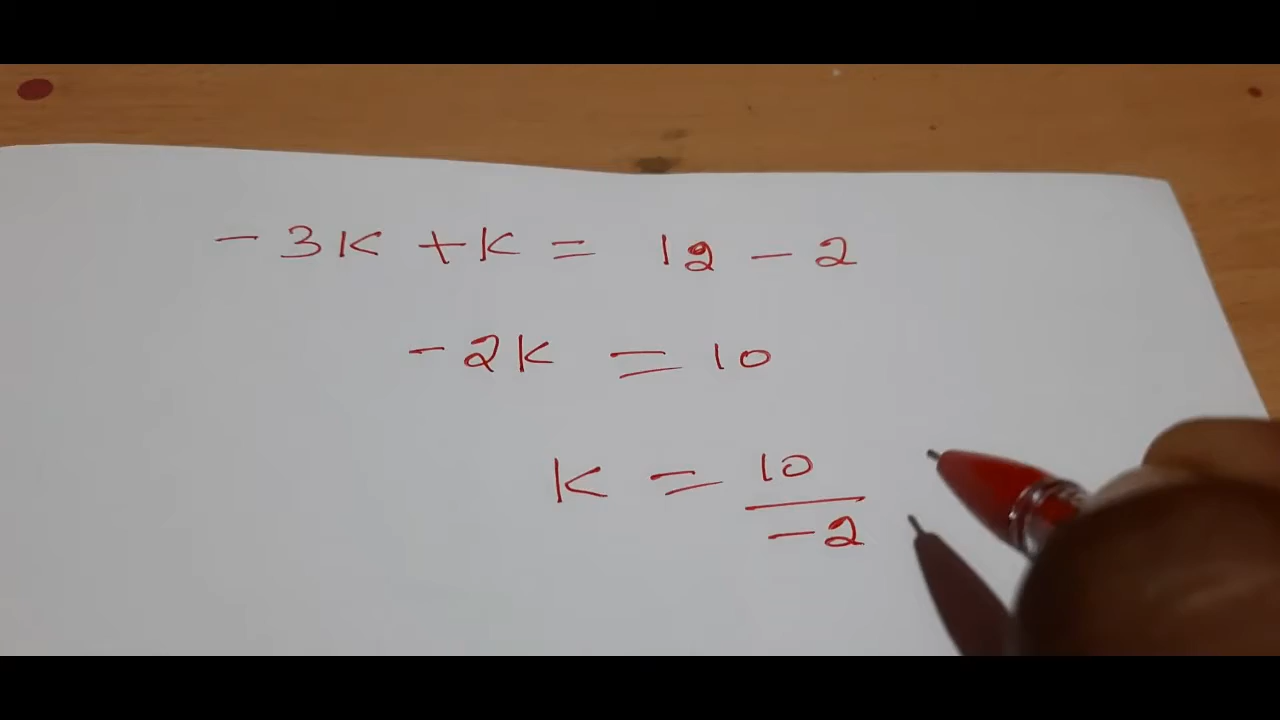 - 3K + K = 12 - 2
- 2K = 10
K = 10
-2